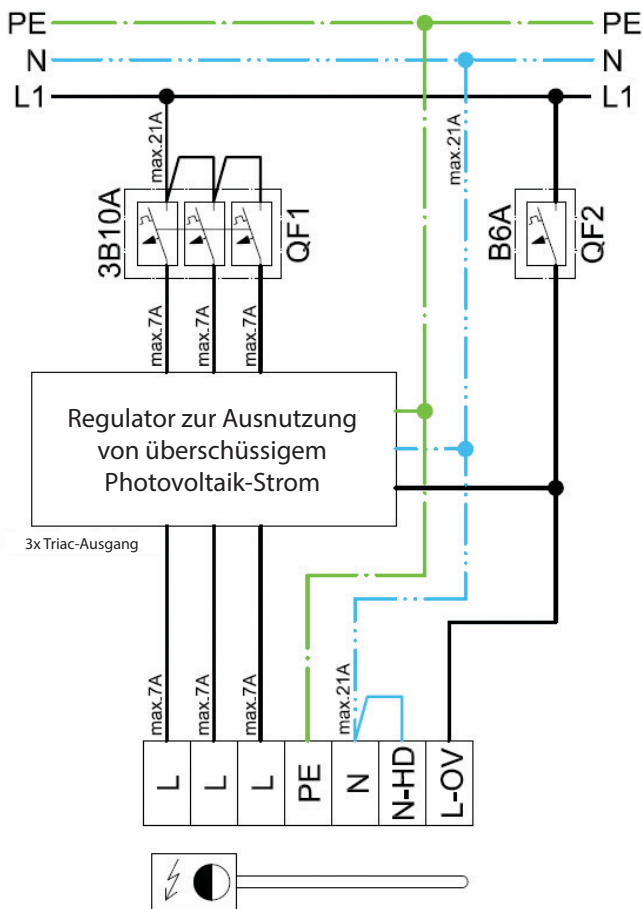 PE PE
N N
L1 L1
max.21A
max.21A
3B10A
QF1
B6A
QF2
max.7A
max.7A
max.7A
Regulator zur Ausnutzung
von überschüssigem
Photovoltaik-Strom
3x Triac-Ausgang
max.7A
max.7A
max.7A
max.21A
L
L
L
PE
N
N-HD
L-OV